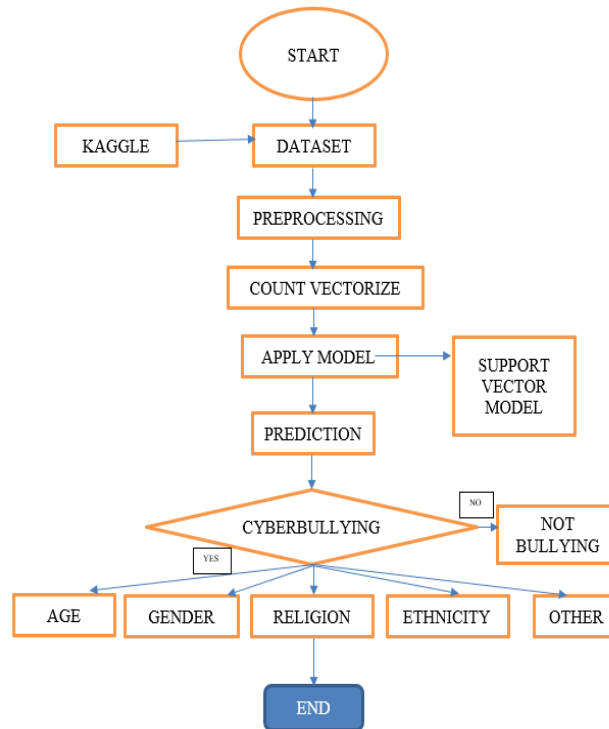 START
KAGGLE
DATASET
PREPROCESSING
COUNT VECTORIZE
APPLY MODEL
SUPPORT
VECTOR
MODEL
PREDICTION
CYBERBULLYING
NO
NOT
BULLYING
YES
AGE
GENDER
RELIGION
ETHNICITY
OTHER
END